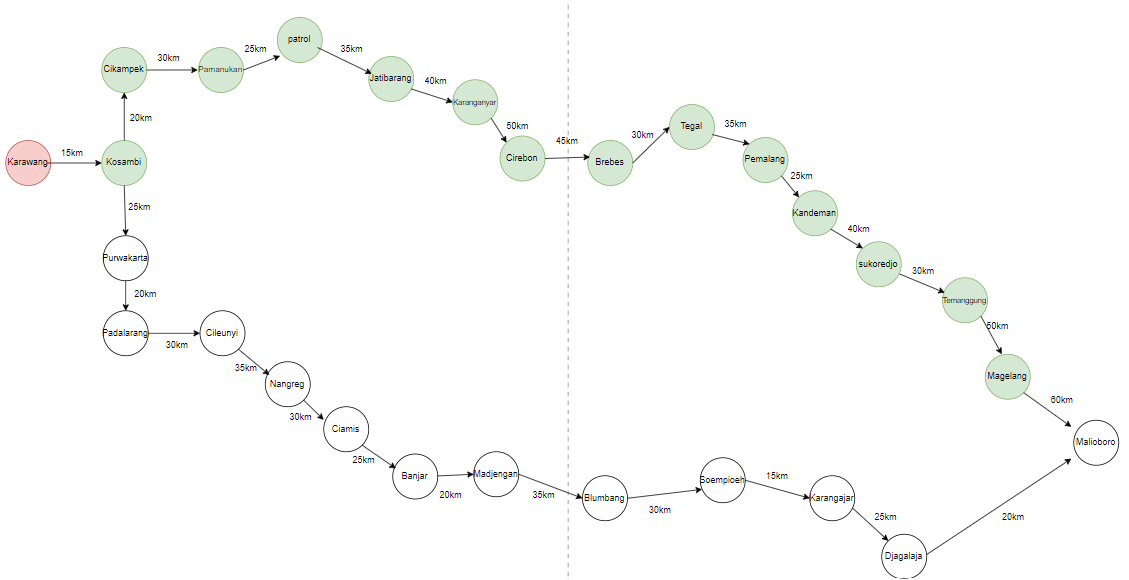 patrol
25km
35km
30km
Cikampek
Pamanukan
Jatibarang
40km
Karanganyar
20km
50km
45km
Cirebon
Brebes
30km
Tegal
35km
Pemalang
25km
Kandeman
40km
sukoredjo
30km
Temanggung
50km
Magelang
60km
Malioboro
Karawang
15km
Kosambi
25km
Purwakarta
20km
Padalarang
30km
Cileunyi
35km
Nangreg
30km
Ciamis
25km
Banjar
20km
Madjengan
35km
Blumbang
30km
Soempioeh
15km
Karangajar
25km
Djagalaja
20km